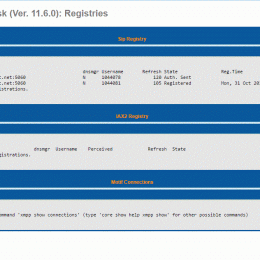 sk (Ver. 11.6.0): Registries
Sip Registry
dnsmgr Username Refresh State Reg.Time
.net:5060 N 1044078 120 Auth. Sent
.net:5060 N 1044061 105 Registered Mon, 31 Oct 20
istrations.
IAX2 Registry
dnsmgr Username Perceived Refresh State
gistrations.
Motif Connections
ommand 'xmpp show connections' (type 'core show help xmpp show' for other possible commands)